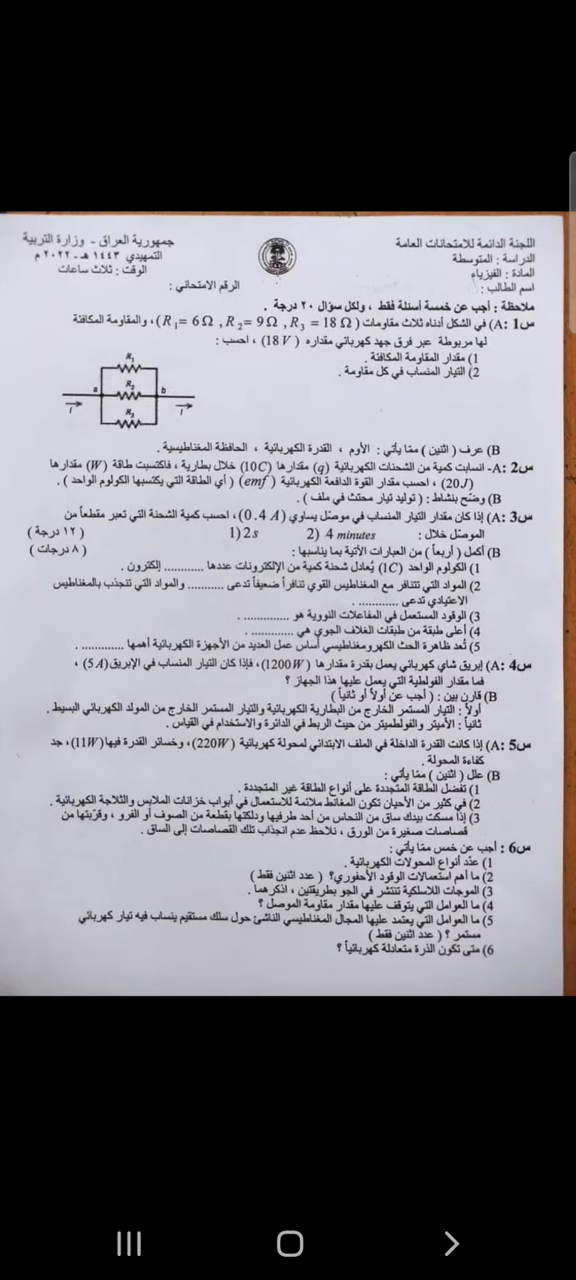 جمهورية العراق - وزارة التربية
التمهيدي ١٤٤٣ هـ - ٢٠٢٢ م
الوقت : ثلاث ساعات
اللجنة الدائمة للامتحانات العامة
الدراسة : المتوسطة
المادة : الفيزياء
اسم الطالب :
الرقم الامتحاني :
ملاحظة : أجب عن خمسة أسئلة فقط ، ولكل سؤال ٢٠ درجة .
س1 : A) في الشكل أدناه ثلاث مقاومات ( R1 = 6 Ω , R2 = 9 Ω , R3 = 18 Ω ) ، والمقاومة المكافئة
لها مربوطة عبر فرق جهد كهربائي مقداره ( 18 V ) ، احسب :
1) مقدار المقاومة المكافئة .
2) التيار المنساب في كل مقاومة .
R1
a R2 b
I R3 I
B) عرف ( اثنين ) مما يأتي : الأوم ، القدرة الكهربائية ، الحافظة المغناطيسية .
س2 : A- انسابت كمية من الشحنات الكهربائية (q) مقدارها (10C) خلال بطارية ، فاكتسبت طاقة (W) مقدارها
(20J) ، احسب مقدار القوة الدافعة الكهربائية ( emf ) ( أي الطاقة التي يكتسبها الكولوم الواحد ) .
B) وضّح بنشاط : ( توليد تيار محتث في ملف ) .
س3 : A) إذا كان مقدار التيار المنساب في موصل يساوي (0.4 A) ، احسب كمية الشحنة التي تعبر مقطعاً من
الموصل خلال : 1) 2 s 2) 4 minutes ( ١٢ درجة )
B) أكمل ( أربعاً ) من العبارات الآتية بما يناسبها : ( ٨ درجات )
1) الكولوم الواحد (1C) يُعادل شحنة كمية من الإلكترونات عددها ........... إلكترون .
2) المواد التي تتنافر مع المغناطيس القوي تنافراً ضعيفاً تدعى .......... والمواد التي تنجذب بالمغناطيس
الاعتيادي تدعى ............. .
3) الوقود المستعمل في المفاعلات النووية هو ............. .
4) أعلى طبقة من طبقات الغلاف الجوي هي ............. .
5) تُعد ظاهرة الحث الكهرومغناطيسي أساس عمل العديد من الأجهزة الكهربائية أهمها ............. .
س4 : A) إبريق شاي كهربائي يعمل بقدرة مقدارها (1200W) ، فإذا كان التيار المنساب في الإبريق (5 A) ،
فما مقدار الفولطية التي يعمل عليها هذا الجهاز ؟
B) قارن بين : ( أجب عن أولاً أو ثانياً )
أولاً : التيار المستمر الخارج من البطارية الكهربائية والتيار المستمر الخارج من المولد الكهربائي البسيط .
ثانياً : الأميتر والفولطميتر من حيث الربط في الدائرة والاستخدام في القياس .
س5 : A) إذا كانت القدرة الداخلة في الملف الابتدائي لمحولة كهربائية (220W) ، وخسائر القدرة فيها (11W) ، جد
كفاءة المحولة .
B) علل ( اثنين ) مما يأتي :
1) تفضل الطاقة المتجددة على أنواع الطاقة غير المتجددة .
2) في كثير من الأحيان تكون المغانط ملائمة للاستعمال في أبواب خزانات الملابس والثلاجة الكهربائية .
3) إذا مسكت بيدك ساق من النحاس من أحد طرفيها ودلكتها بقطعة من الصوف أو الفرو ، وقرّبتها من
قصاصات صغيرة من الورق ، نلاحظ عدم انجذاب تلك القصاصات إلى الساق .
س6 : أجب عن خمس مما يأتي :
1) عدّد أنواع المحولات الكهربائية .
2) ما أهم استعمالات الوقود الأحفوري؟ ( عدد اثنين فقط )
3) الموجات اللاسلكية تنتشر في الجو بطريقتين ، اذكرهما .
4) ما العوامل التي يتوقف عليها مقدار مقاومة الموصل ؟
5) ما العوامل التي يعتمد عليها المجال المغناطيسي الناشئ حول سلك مستقيم ينساب فيه تيار كهربائي
مستمر ؟ ( عدد اثنين فقط )
6) متى تكون الذرة متعادلة كهربائياً ؟